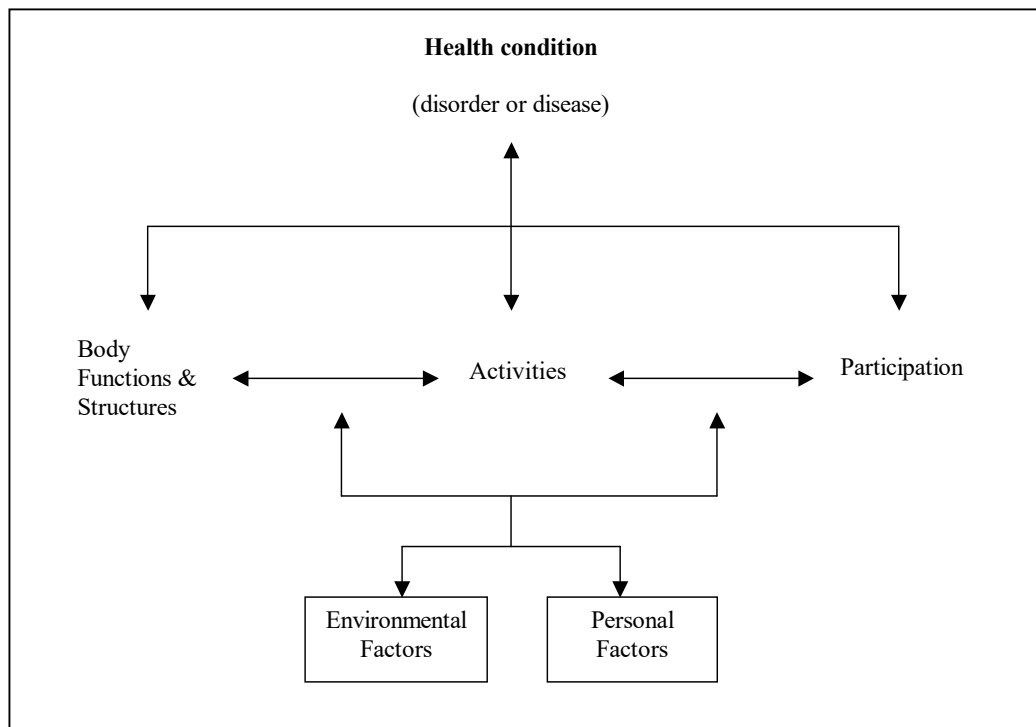 Health condition
(disorder or disease)
Body
Functions &
Structures
Activities
Participation
Environmental
Factors
Personal
Factors